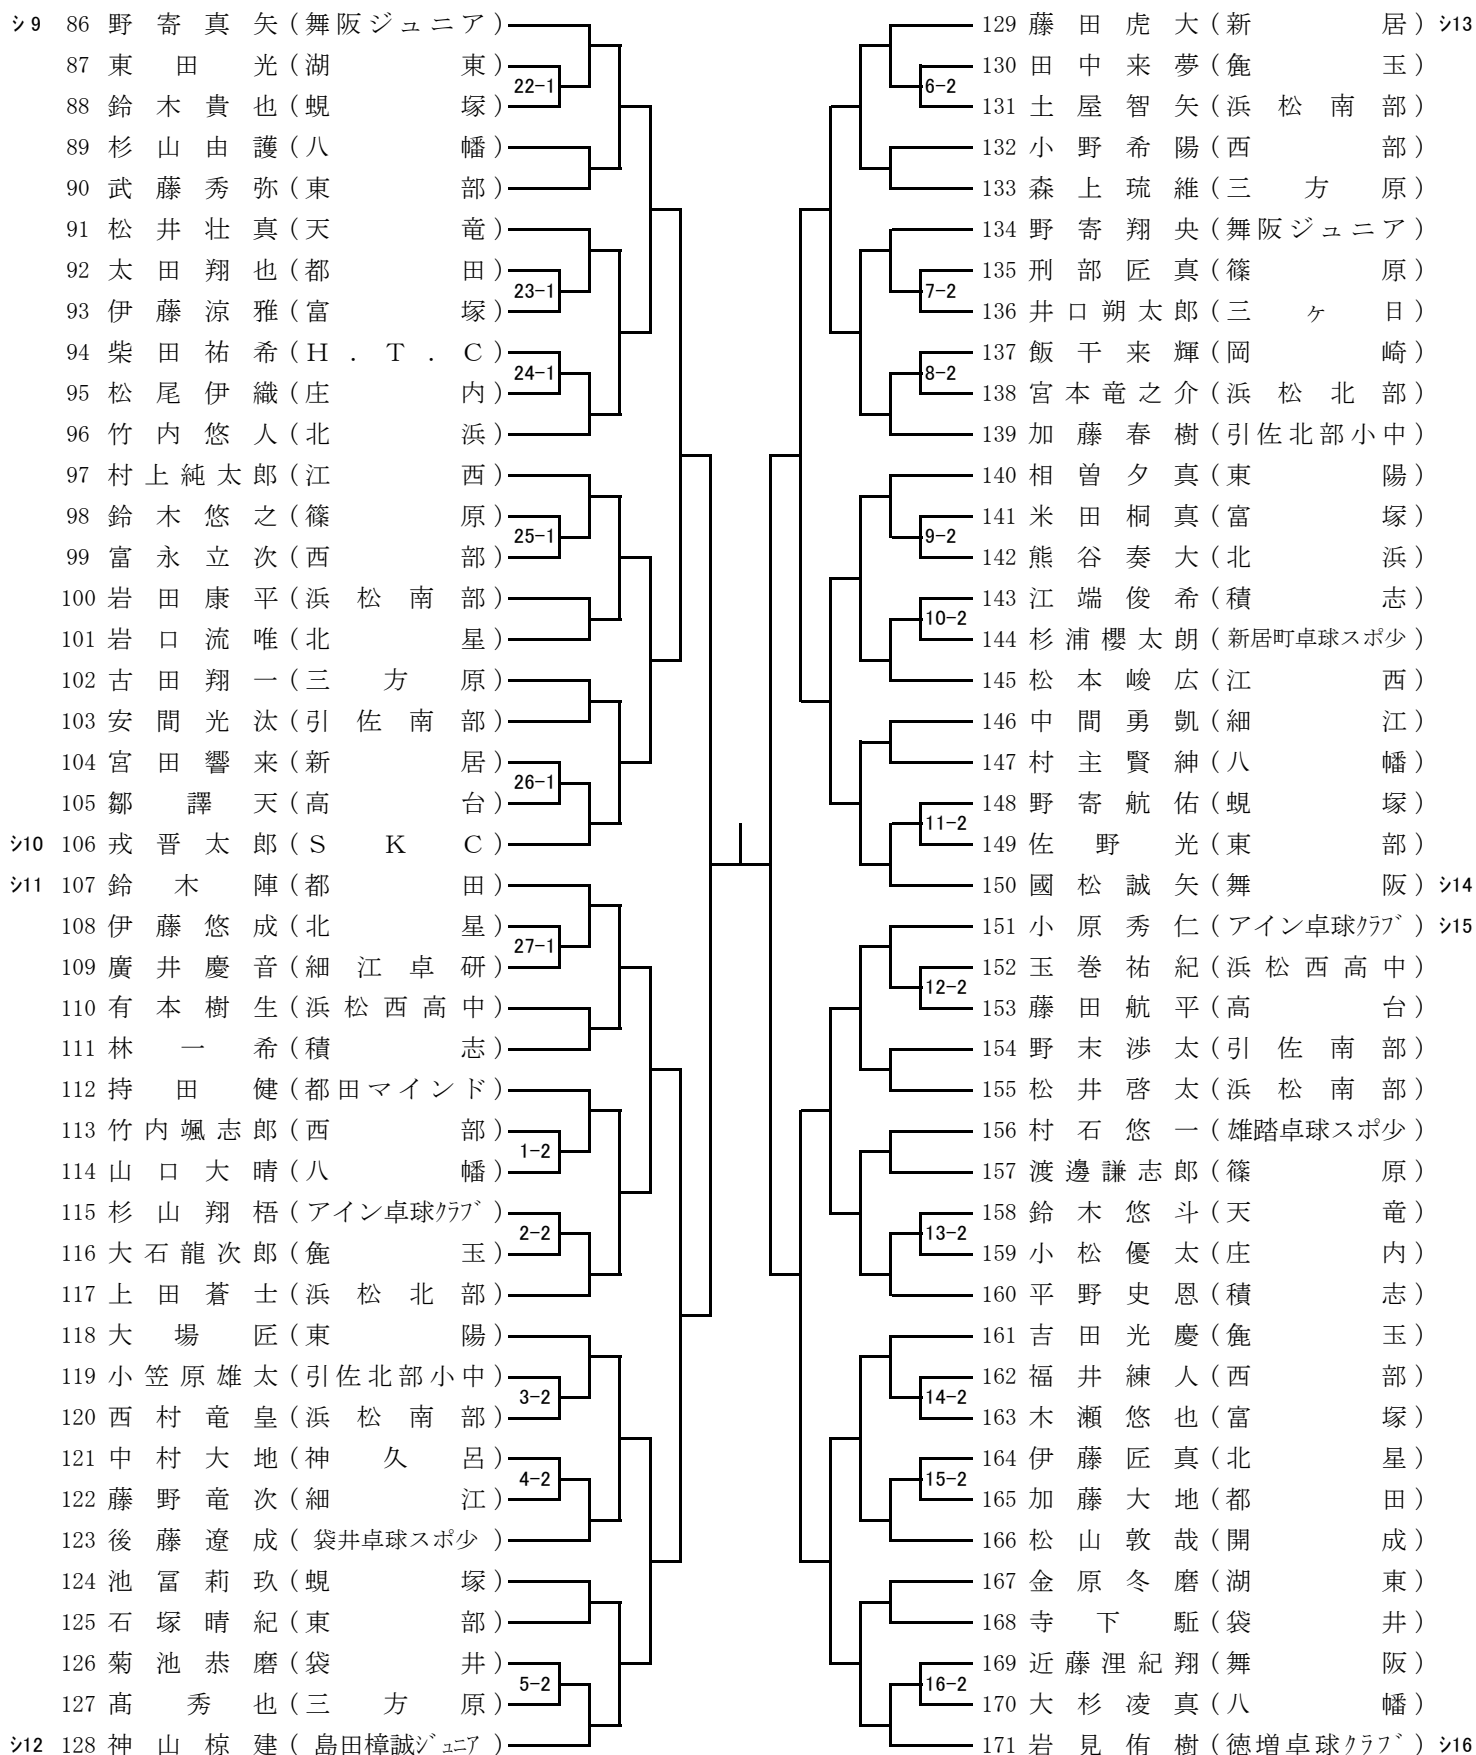 ｼ9 86 野寄真矢(舞阪ジュニア)
87 東田光(湖東)
22-1
88 鈴木貴也(蜆塚)
89 杉山由護(八幡)
90 武藤秀弥(東部)
91 松井壮真(天竜)
92 太田翔也(都田)
23-1
93 伊藤涼雅(富塚)
94 柴田祐希(H.T.C)
24-1
95 松尾伊織(庄内)
96 竹内悠人(北浜)
97 村上純太郎(江西)
98 鈴木悠之(篠原)
25-1
99 富永立次(西部)
100 岩田康平(浜松南部)
101 岩口流唯(北星)
102 古田翔一(三方原)
103 安間光汰(引佐南部)
104 宮田響来(新居)
26-1
105 鄒譯天(高台)
ｼ10 106 戎晋太郎(SKC)
ｼ11 107 鈴木陣(都田)
108 伊藤悠成(北星)
27-1
109 廣井慶音(細江卓研)
110 有本樹生(浜松西高中)
111 林一希(積志)
112 持田健(都田マインド)
113 竹内颯志郎(西部)
1-2
114 山口大晴(八幡)
115 杉山翔梧(アイン卓球ｸﾗﾌﾞ)
2-2
116 大石龍次郎(麁玉)
117 上田蒼士(浜松北部)
118 大場匠(東陽)
119 小笠原雄太(引佐北部小中)
3-2
120 西村竜皇(浜松南部)
121 中村大地(神久呂)
4-2
122 藤野竜次(細江)
123 後藤遼成(袋井卓球スポ少)
124 池冨莉玖(蜆塚)
125 石塚晴紀(東部)
126 菊池恭磨(袋井)
5-2
127 髙秀也(三方原)
ｼ12 128 神山椋建(島田樟誠ｼﾞｭﾆｱ)
129 藤田虎大(新居) ｼ13
130 田中来夢(麁玉)
6-2
131 土屋智矢(浜松南部)
132 小野希陽(西部)
133 森上琉維(三方原)
134 野寄翔央(舞阪ジュニア)
135 刑部匠真(篠原)
7-2
136 井口朔太郎(三ヶ日)
137 飯干来輝(岡崎)
8-2
138 宮本竜之介(浜松北部)
139 加藤春樹(引佐北部小中)
140 相曽夕真(東陽)
141 米田桐真(富塚)
9-2
142 熊谷奏大(北浜)
143 江端俊希(積志)
10-2
144 杉浦櫻太朗(新居町卓球スポ少)
145 松本峻広(江西)
146 中間勇凱(細江)
147 村主賢紳(八幡)
148 野寄航佑(蜆塚)
11-2
149 佐野光(東部)
150 國松誠矢(舞阪) ｼ14
151 小原秀仁(アイン卓球ｸﾗﾌﾞ) ｼ15
152 玉巻祐紀(浜松西高中)
12-2
153 藤田航平(高台)
154 野末渉太(引佐南部)
155 松井啓太(浜松南部)
156 村石悠一(雄踏卓球スポ少)
157 渡邊謙志郎(篠原)
158 鈴木悠斗(天竜)
13-2
159 小松優太(庄内)
160 平野史恩(積志)
161 吉田光慶(麁玉)
162 福井練人(西部)
14-2
163 木瀬悠也(富塚)
164 伊藤匠真(北星)
15-2
165 加藤大地(都田)
166 松山敦哉(開成)
167 金原冬磨(湖東)
168 寺下駈(袋井)
169 近藤浬紀翔(舞阪)
16-2
170 大杉凌真(八幡)
171 岩見侑樹(徳増卓球ｸﾗﾌﾞ) ｼ16